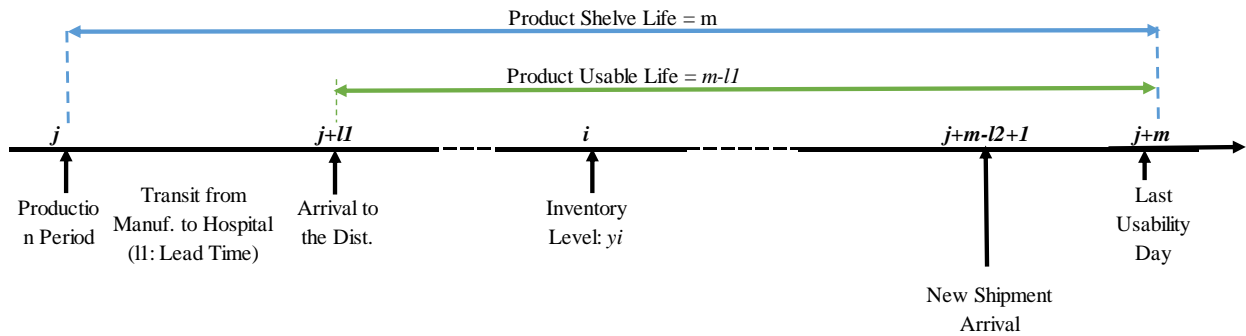 Product Shelve Life = m
Product Usable Life = m-l1
j
j+l1
i
j+m-l2+1
j+m
Productio
n Period
Transit from
Manuf. to Hospital
(l1: Lead Time)
Arrival to
the Dist.
Inventory
Level: yi
Last
Usability
Day
New Shipment
Arrival